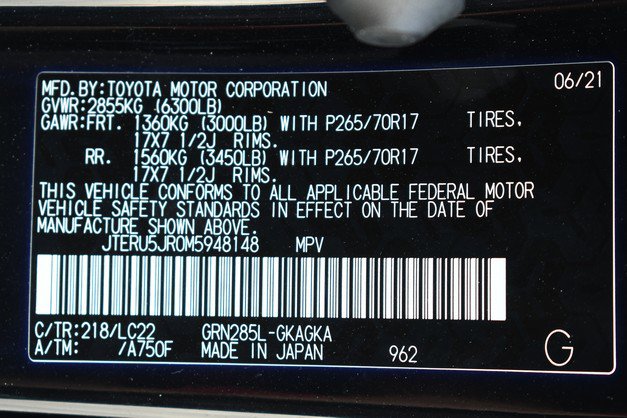 MFD.BY:TOYOTA MOTOR CORPORATION 06/21
GVWR:2855KG (6300LB)
GAWR:FRT. 1360KG (3000LB) WITH P265/70R17 TIRES,
17X7 1/2J RIMS.
RR. 1560KG (3450LB) WITH P265/70R17 TIRES,
17X7 1/2J RIMS.
THIS VEHICLE CONFORMS TO ALL APPLICABLE FEDERAL MOTOR
VEHICLE SAFETY STANDARDS IN EFFECT ON THE DATE OF
MANUFACTURE SHOWN ABOVE.
JTERU5JR0M5948148 MPV
C/TR:218/LC22 GRN285L-GKAGKA
A/TM: /A750F MADE IN JAPAN 962 G